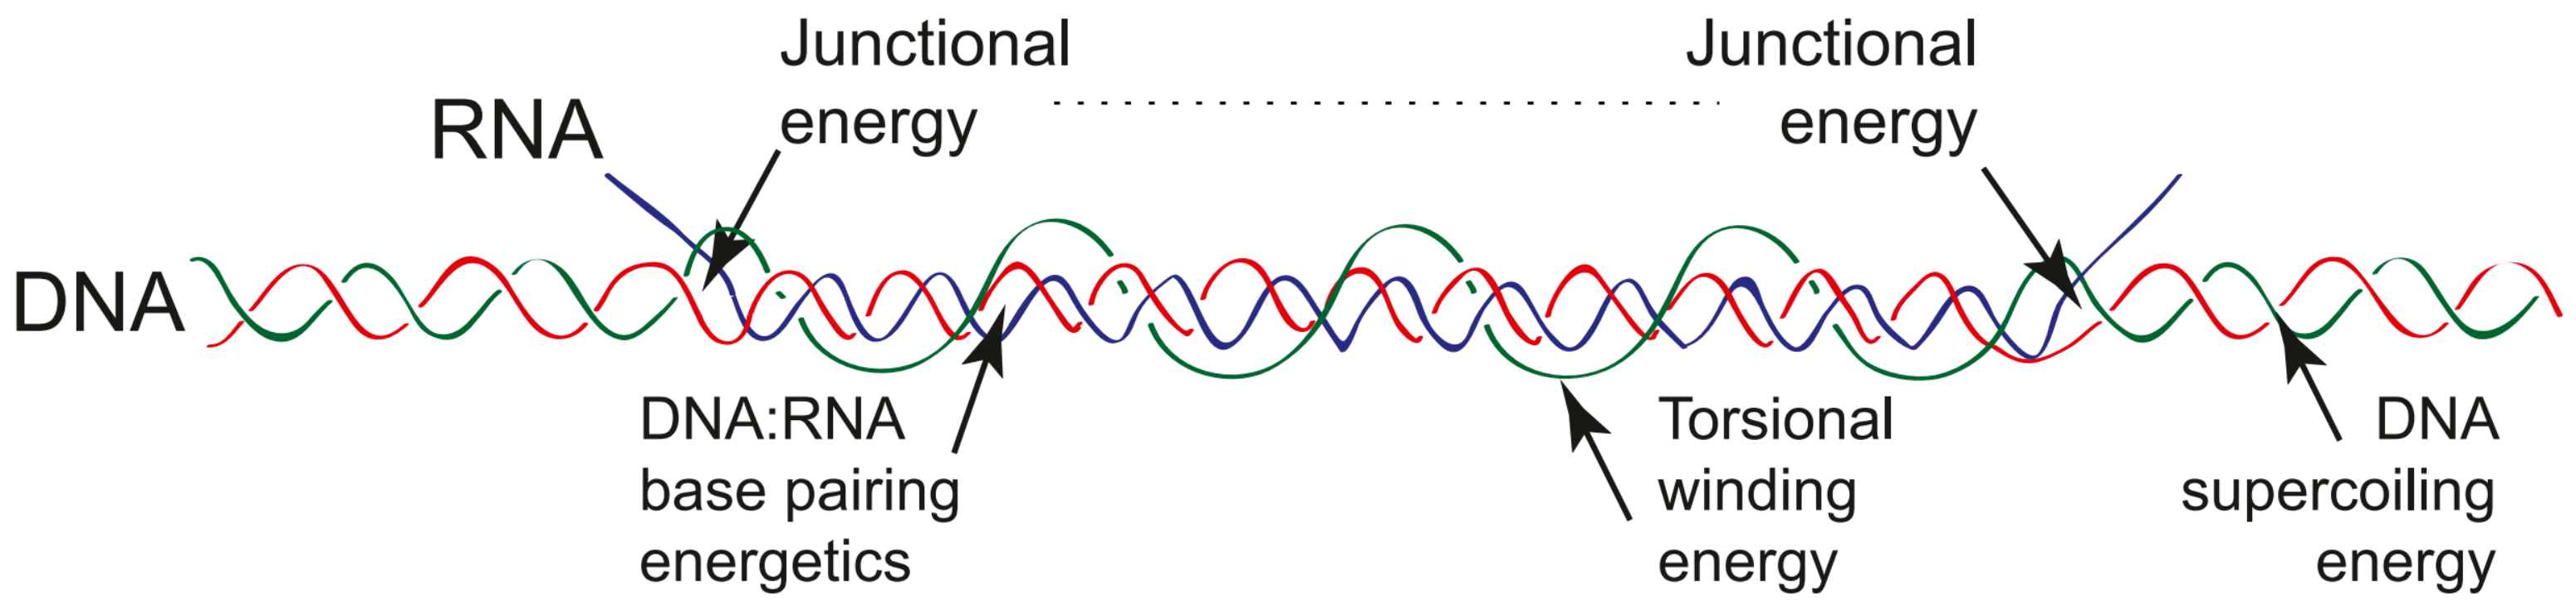 Junctional
energy
Junctional
energy
RNA
DNA
DNA:RNA
base pairing
energetics
Torsional
winding
energy
DNA
supercoiling
energy